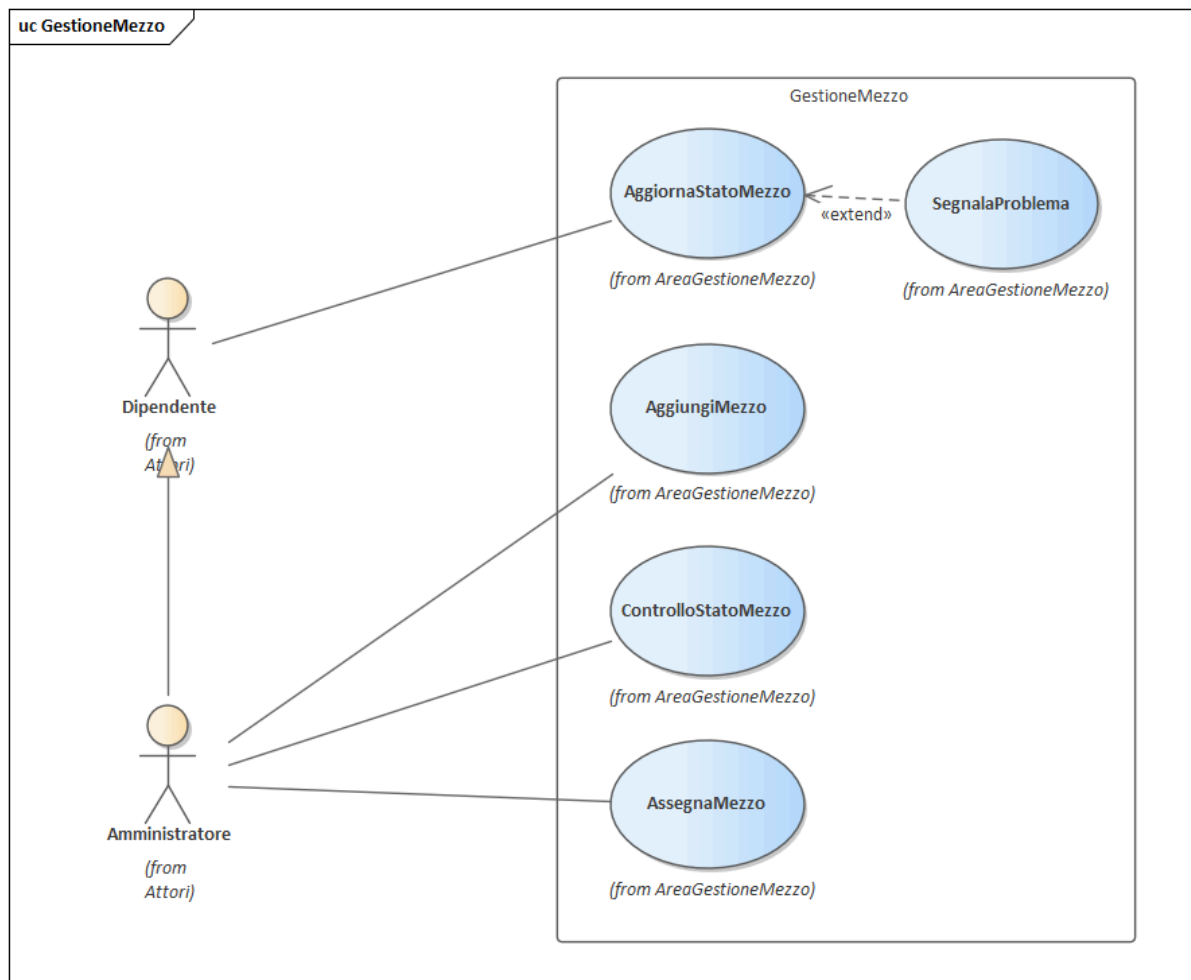 uc GestioneMezzo
GestioneMezzo
AggiornaStatoMezzo
SegnalaProblema
«extend»
(from AreaGestioneMezzo)
(from AreaGestioneMezzo)
Dipendente
(from
Attori)
AggiungiMezzo
(from AreaGestioneMezzo)
ControlloStatoMezzo
(from AreaGestioneMezzo)
Amministratore
(from
Attori)
AssegnaMezzo
(from AreaGestioneMezzo)